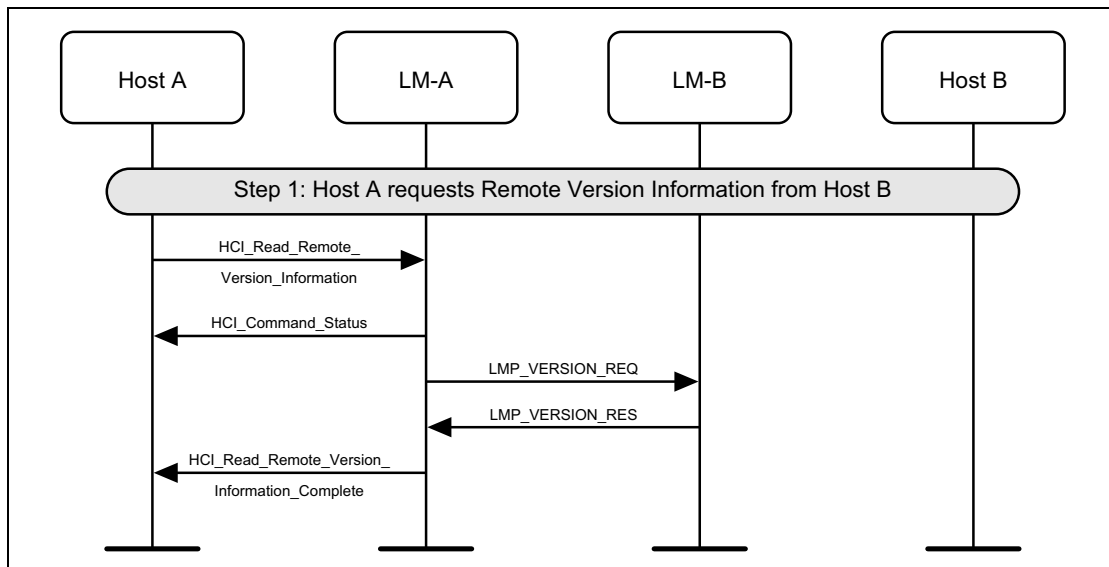 Host A
LM-A
LM-B
Host B
Step 1: Host A requests Remote Version Information from Host B
HCI_Read_Remote_
Version_Information
HCI_Command_Status
LMP_VERSION_REQ
LMP_VERSION_RES
HCI_Read_Remote_Version_
Information_Complete